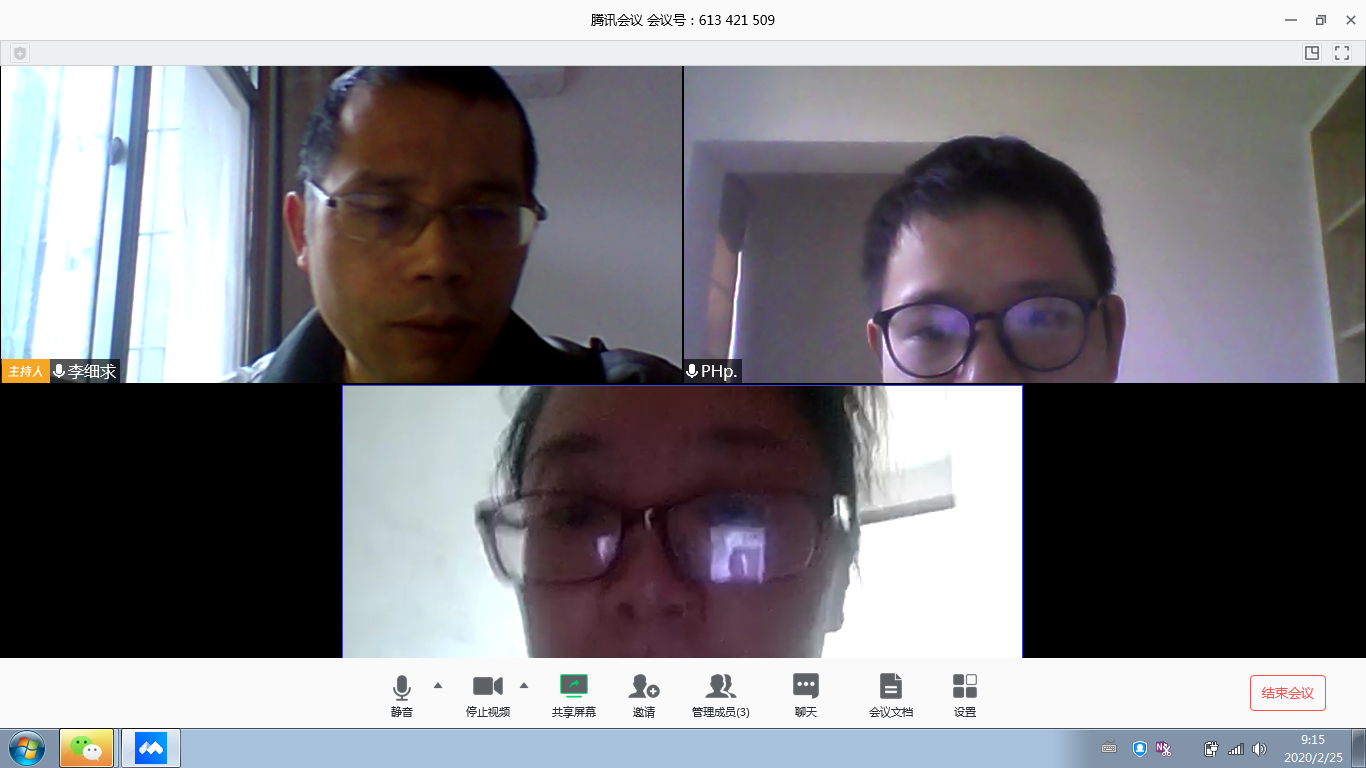 腾讯会议 会议号：613 421 509
主持人 李细求
PHp.
静音
停止视频
共享屏幕
邀请
管理成员(3)
聊天
会议文档
设置
结束会议
9:15
2020/2/25